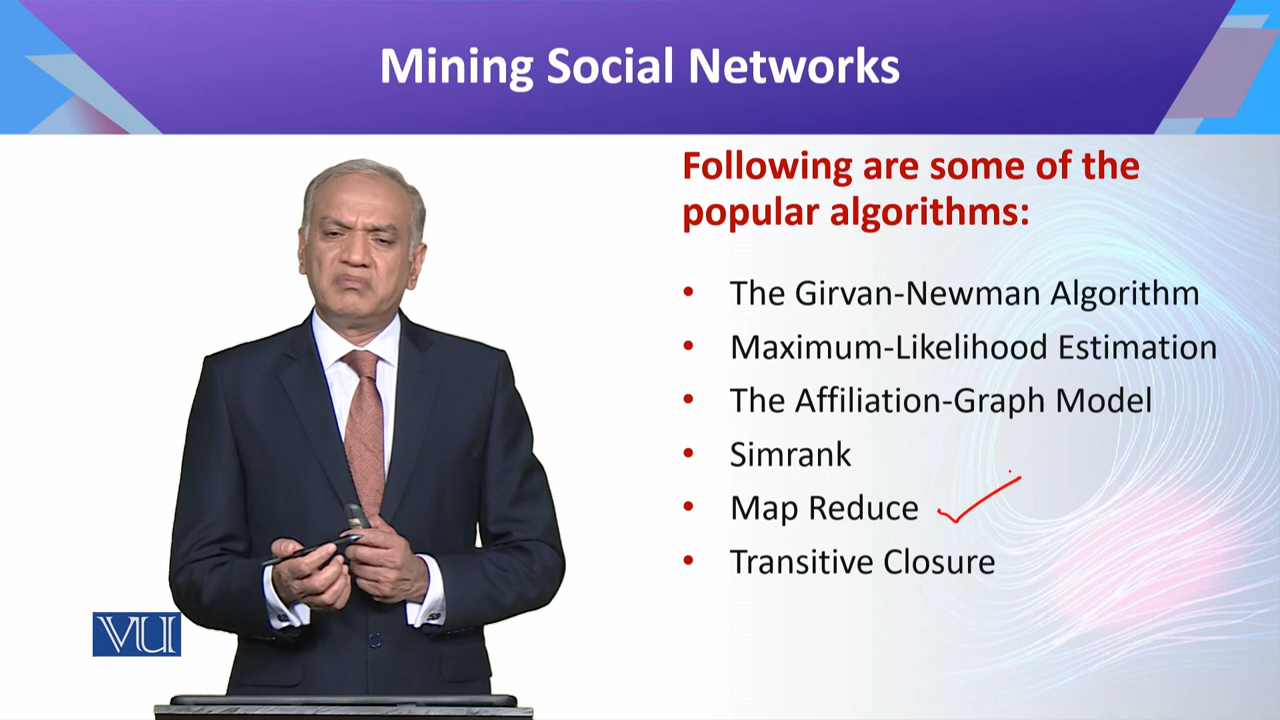 Mining Social Networks
Following are some of the
popular algorithms:
• The Girvan-Newman Algorithm
• Maximum-Likelihood Estimation
• The Affiliation-Graph Model
• Simrank
• Map Reduce
• Transitive Closure
VU